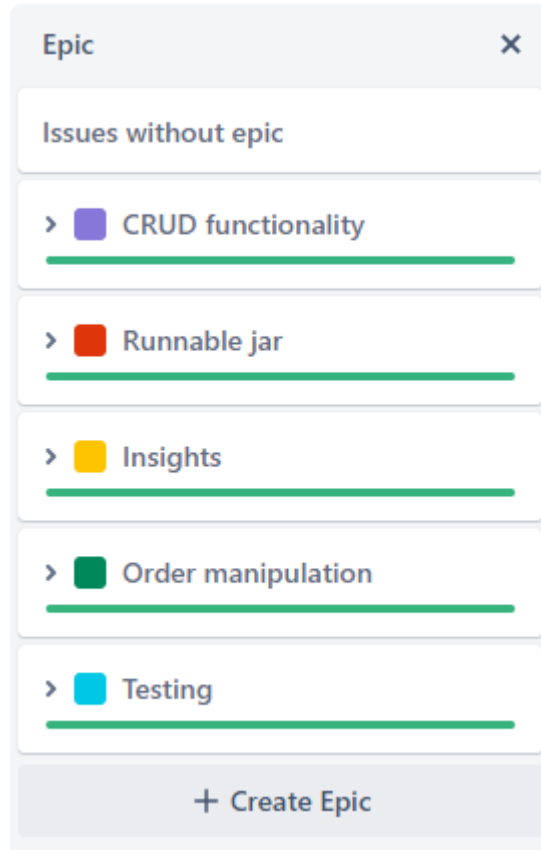 Epic
Issues without epic
CRUD functionality
Runnable jar
Insights
Order manipulation
Testing
+ Create Epic